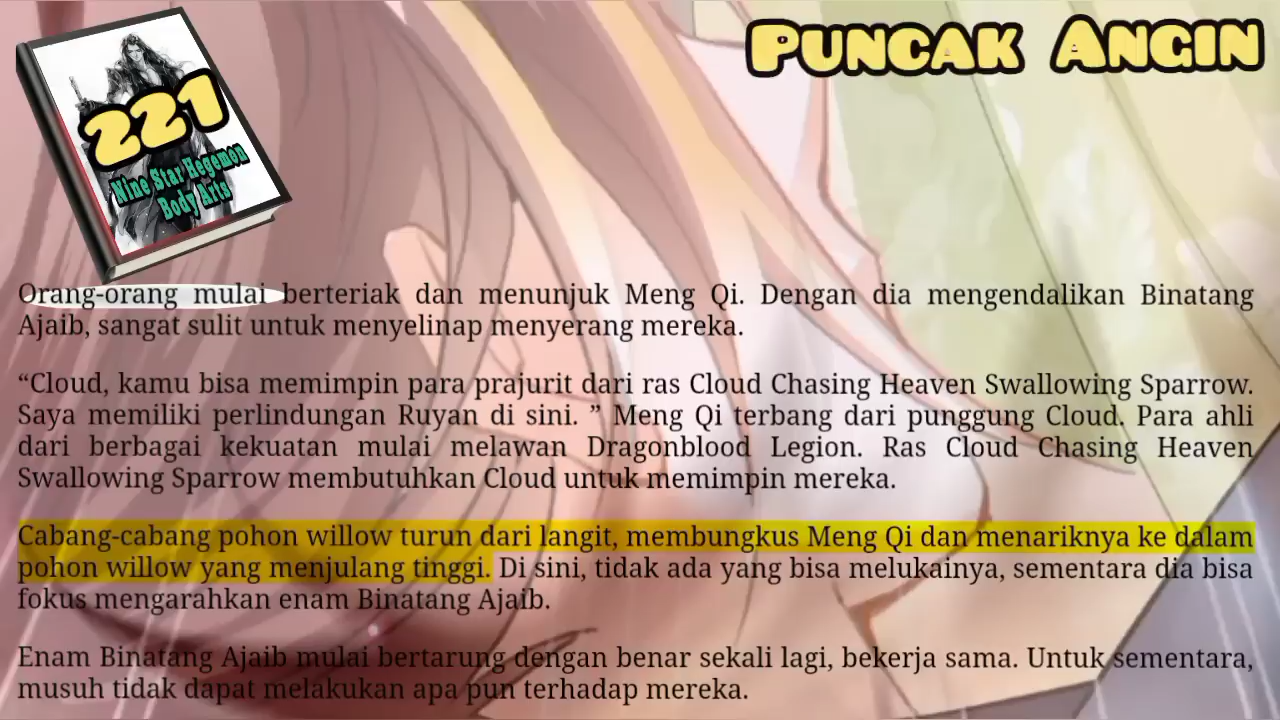 PUNCAK ANGIN
221
Nine Star Hegemon
Body Arts
Orang-orang mulai berteriak dan menunjuk Meng Qi. Dengan dia mengendalikan Binatang
Ajaib, sangat sulit untuk menyelinap menyerang mereka.
“Cloud, kamu bisa memimpin para prajurit dari ras Cloud Chasing Heaven Swallowing Sparrow.
Saya memiliki perlindungan Ruyan di sini. ” Meng Qi terbang dari punggung Cloud. Para ahli
dari berbagai kekuatan mulai melawan Dragonblood Legion. Ras Cloud Chasing Heaven
Swallowing Sparrow membutuhkan Cloud untuk memimpin mereka.
Cabang-cabang pohon willow turun dari langit, membungkus Meng Qi dan menariknya ke dalam
pohon willow yang menjulang tinggi. Di sini, tidak ada yang bisa melukainya, sementara dia bisa
fokus mengarahkan enam Binatang Ajaib.
Enam Binatang Ajaib mulai bertarung dengan benar sekali lagi, bekerja sama. Untuk sementara,
musuh tidak dapat melakukan apa pun terhadap mereka.